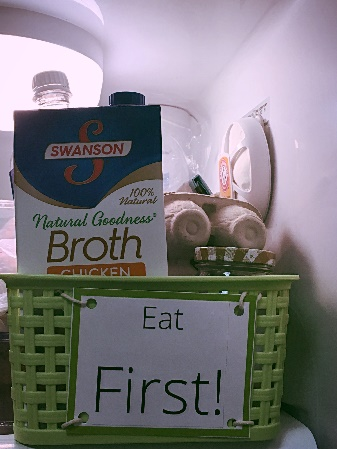 S
SWANSON
100%
Natural
Natural Goodness®
Broth
CHICKEN
Eat
First!